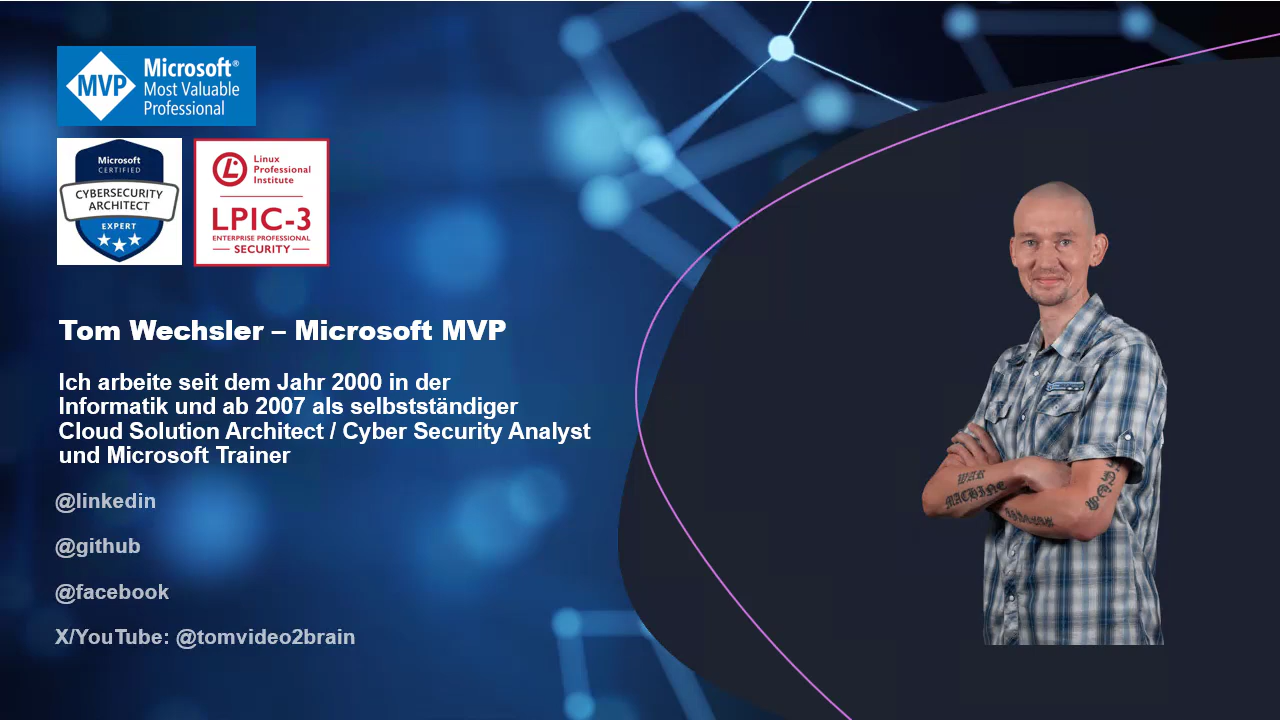 MVP
Microsoft®
Most Valuable
Professional
Microsoft
CERTIFIED
CYBERSECURITY
ARCHITECT
EXPERT
Linux
Professional
Institute
LPIC-3
ENTERPRISE PROFESSIONAL
SECURITY
Tom Wechsler – Microsoft MVP
Ich arbeite seit dem Jahr 2000 in der
Informatik und ab 2007 als selbstständiger
Cloud Solution Architect / Cyber Security Analyst
und Microsoft Trainer
@linkedin
@github
@facebook
X/YouTube: @tomvideo2brain
WAR
MACHINE